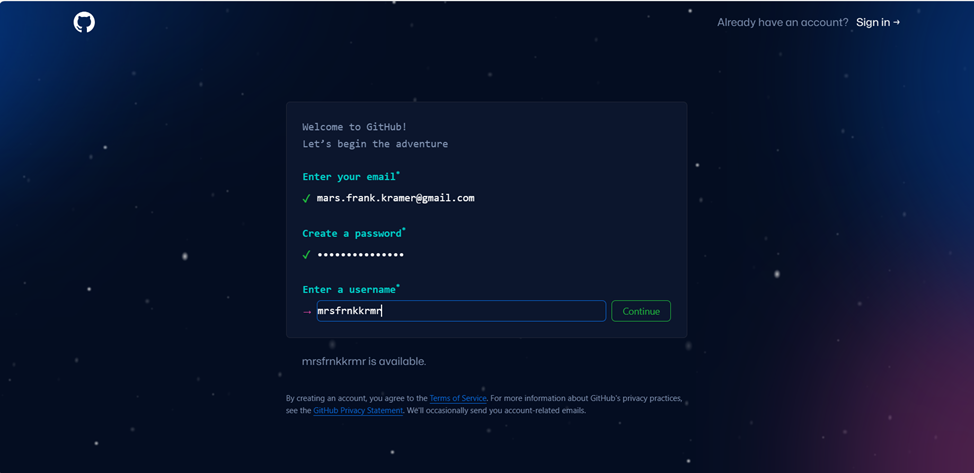 Already have an account? Sign in →
Welcome to GitHub!
Let's begin the adventure
Enter your email*
✓ mars.frank.kramer@gmail.com
Create a password*
✓ •••••••••••••••
Enter a username*
→ mrsfrnkkrmr Continue
mrsfrnkkrmr is available.
By creating an account, you agree to the Terms of Service. For more information about GitHub's privacy practices,
see the GitHub Privacy Statement. We'll occasionally send you account-related emails.